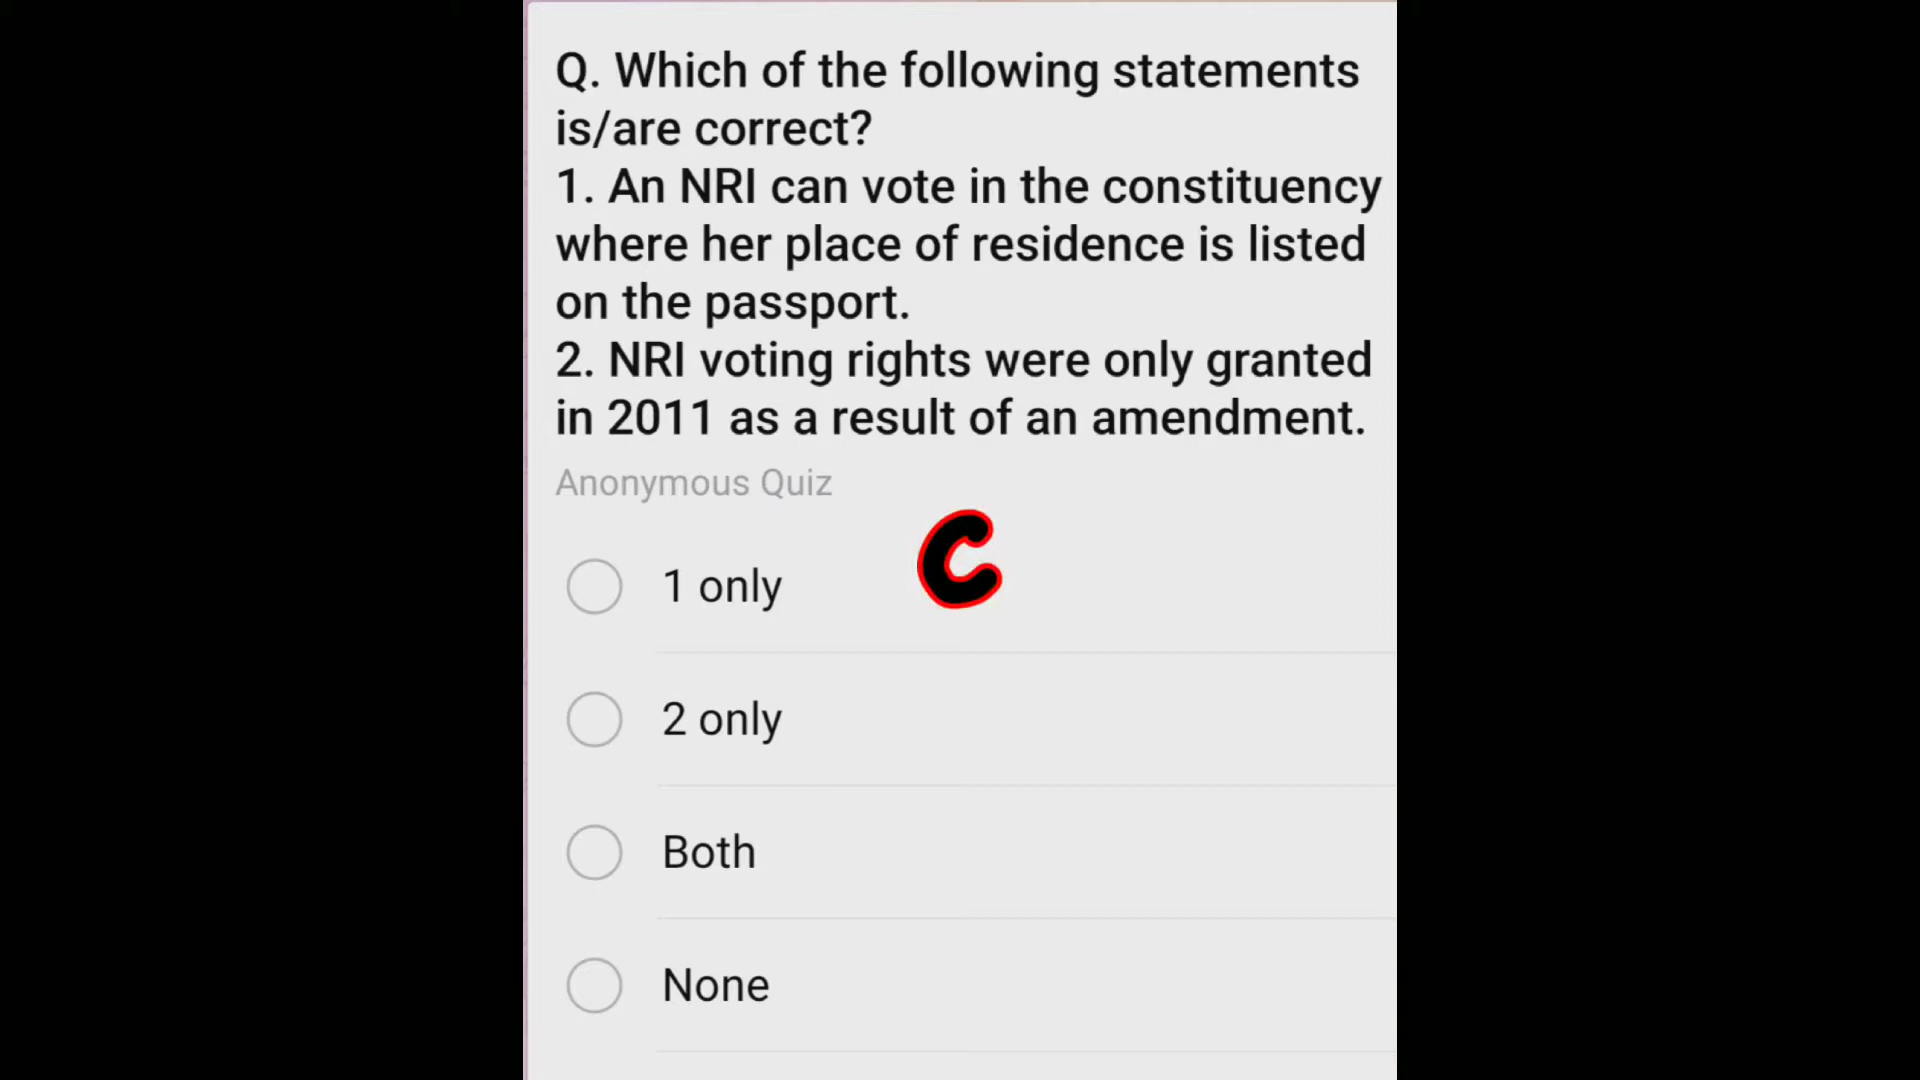 Q. Which of the following statements
is/are correct?
1. An NRI can vote in the constituency
where her place of residence is listed
on the passport.
2. NRI voting rights were only granted
in 2011 as a result of an amendment.
Anonymous Quiz
C
1 only
2 only
Both
None